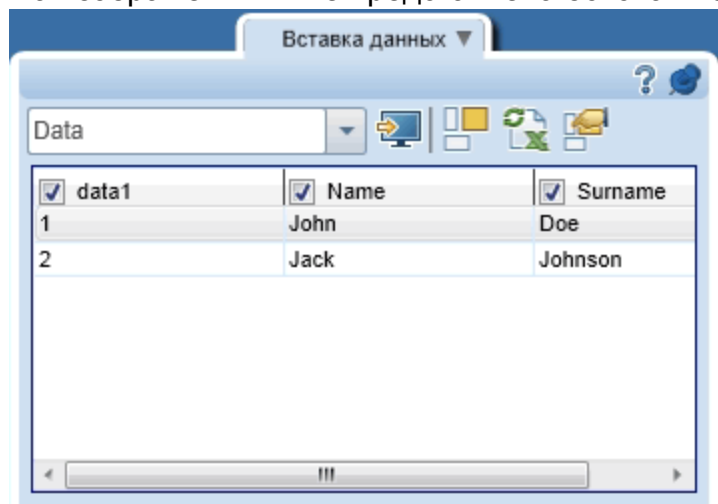 Вставка данных ▼
?
Data
data1 Name Surname
1 John Doe
2 Jack Johnson